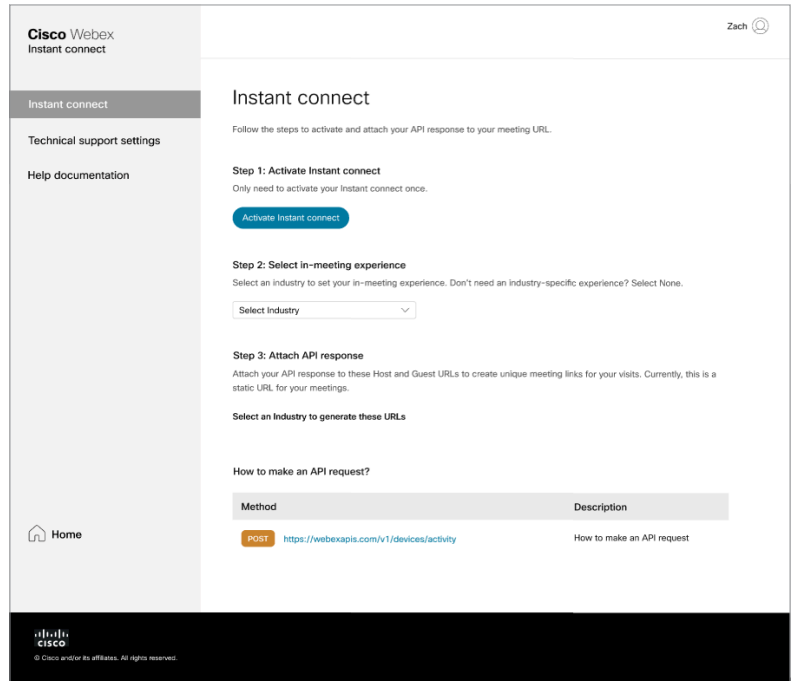 Cisco Webex
Instant connect
Zach
Instant connect
Technical support settings
Help documentation
Home
Instant connect
Follow the steps to activate and attach your API response to your meeting URL.
Step 1: Activate Instant connect
Only need to activate your Instant connect once.
Activate Instant connect
Step 2: Select in-meeting experience
Select an industry to set your in-meeting experience. Don't need an industry-specific experience? Select None.
Select Industry
Step 3: Attach API response
Attach your API response to these Host and Guest URLs to create unique meeting links for your visits. Currently, this is a
static URL for your meetings.
Select an Industry to generate these URLs
How to make an API request?
Method Description
POST https://webexapis.com/v1/devices/activity How to make an API request
CISCO
© Cisco and/or its affiliates. All rights reserved.